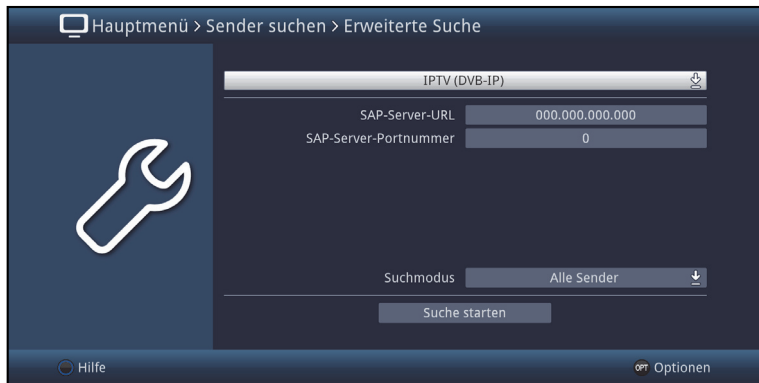 Hauptmenü > Sender suchen > Erweiterte Suche
IPTV (DVB-IP)
SAP-Server-URL 000.000.000.000
SAP-Server-Portnummer 0
Suchmodus Alle Sender
Suche starten
Hilfe OPT Optionen